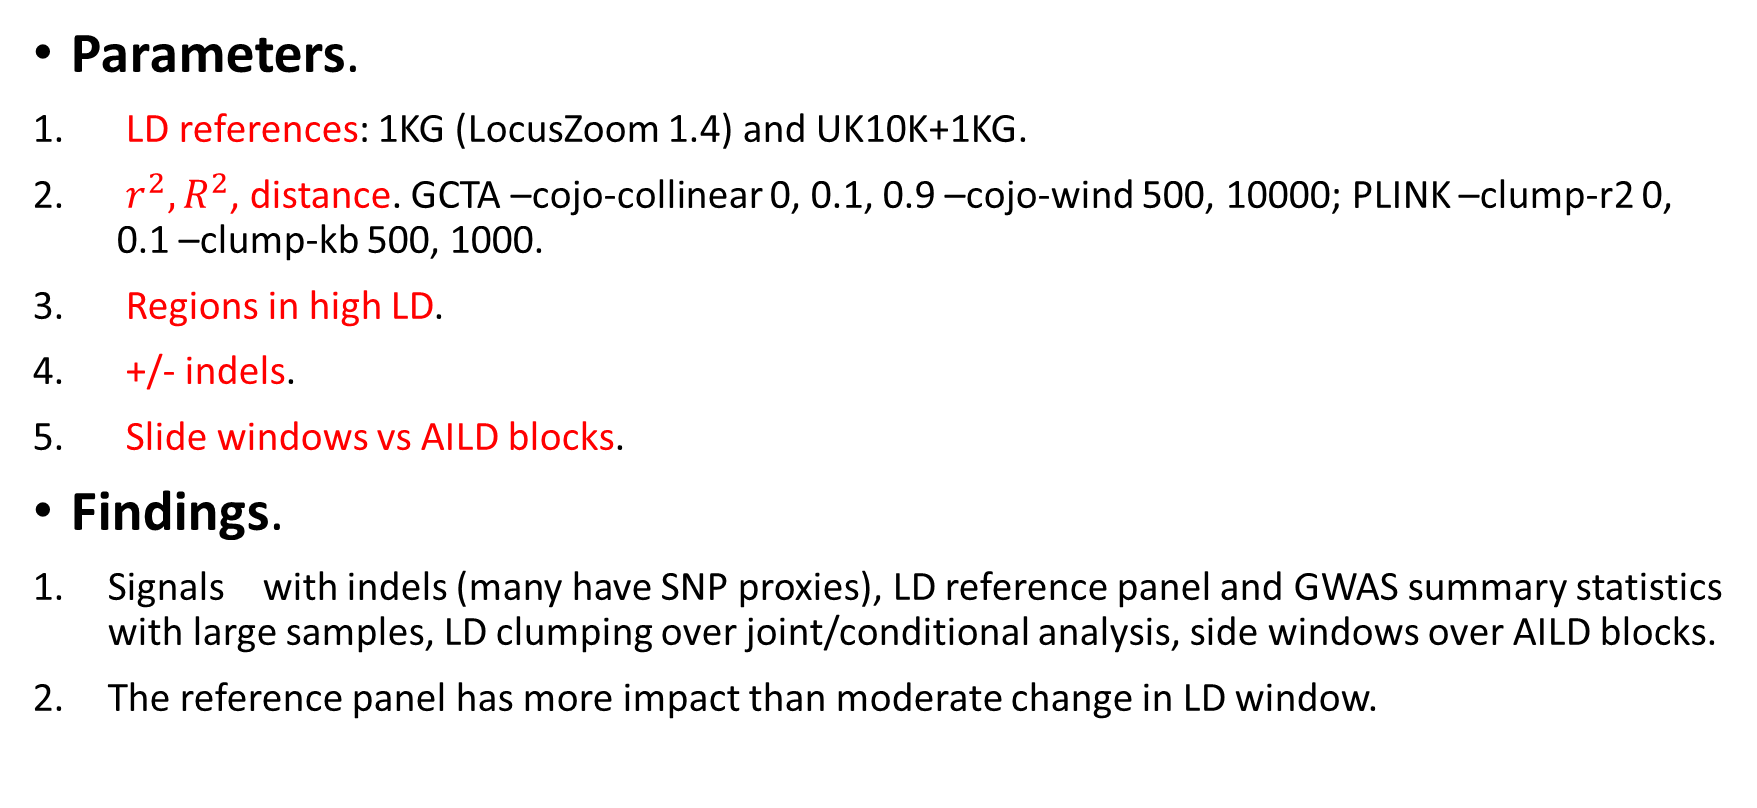 • Parameters.
1. LD references: 1KG (LocusZoom 1.4) and UK10K+1KG.
2. r², R², distance. GCTA –cojo-collinear 0, 0.1, 0.9 –cojo-wind 500, 10000; PLINK –clump-r2 0,
0.1 –clump-kb 500, 1000.
3. Regions in high LD.
4. +/- indels.
5. Slide windows vs AILD blocks.
• Findings.
1. Signals with indels (many have SNP proxies), LD reference panel and GWAS summary statistics
with large samples, LD clumping over joint/conditional analysis, side windows over AILD blocks.
2. The reference panel has more impact than moderate change in LD window.